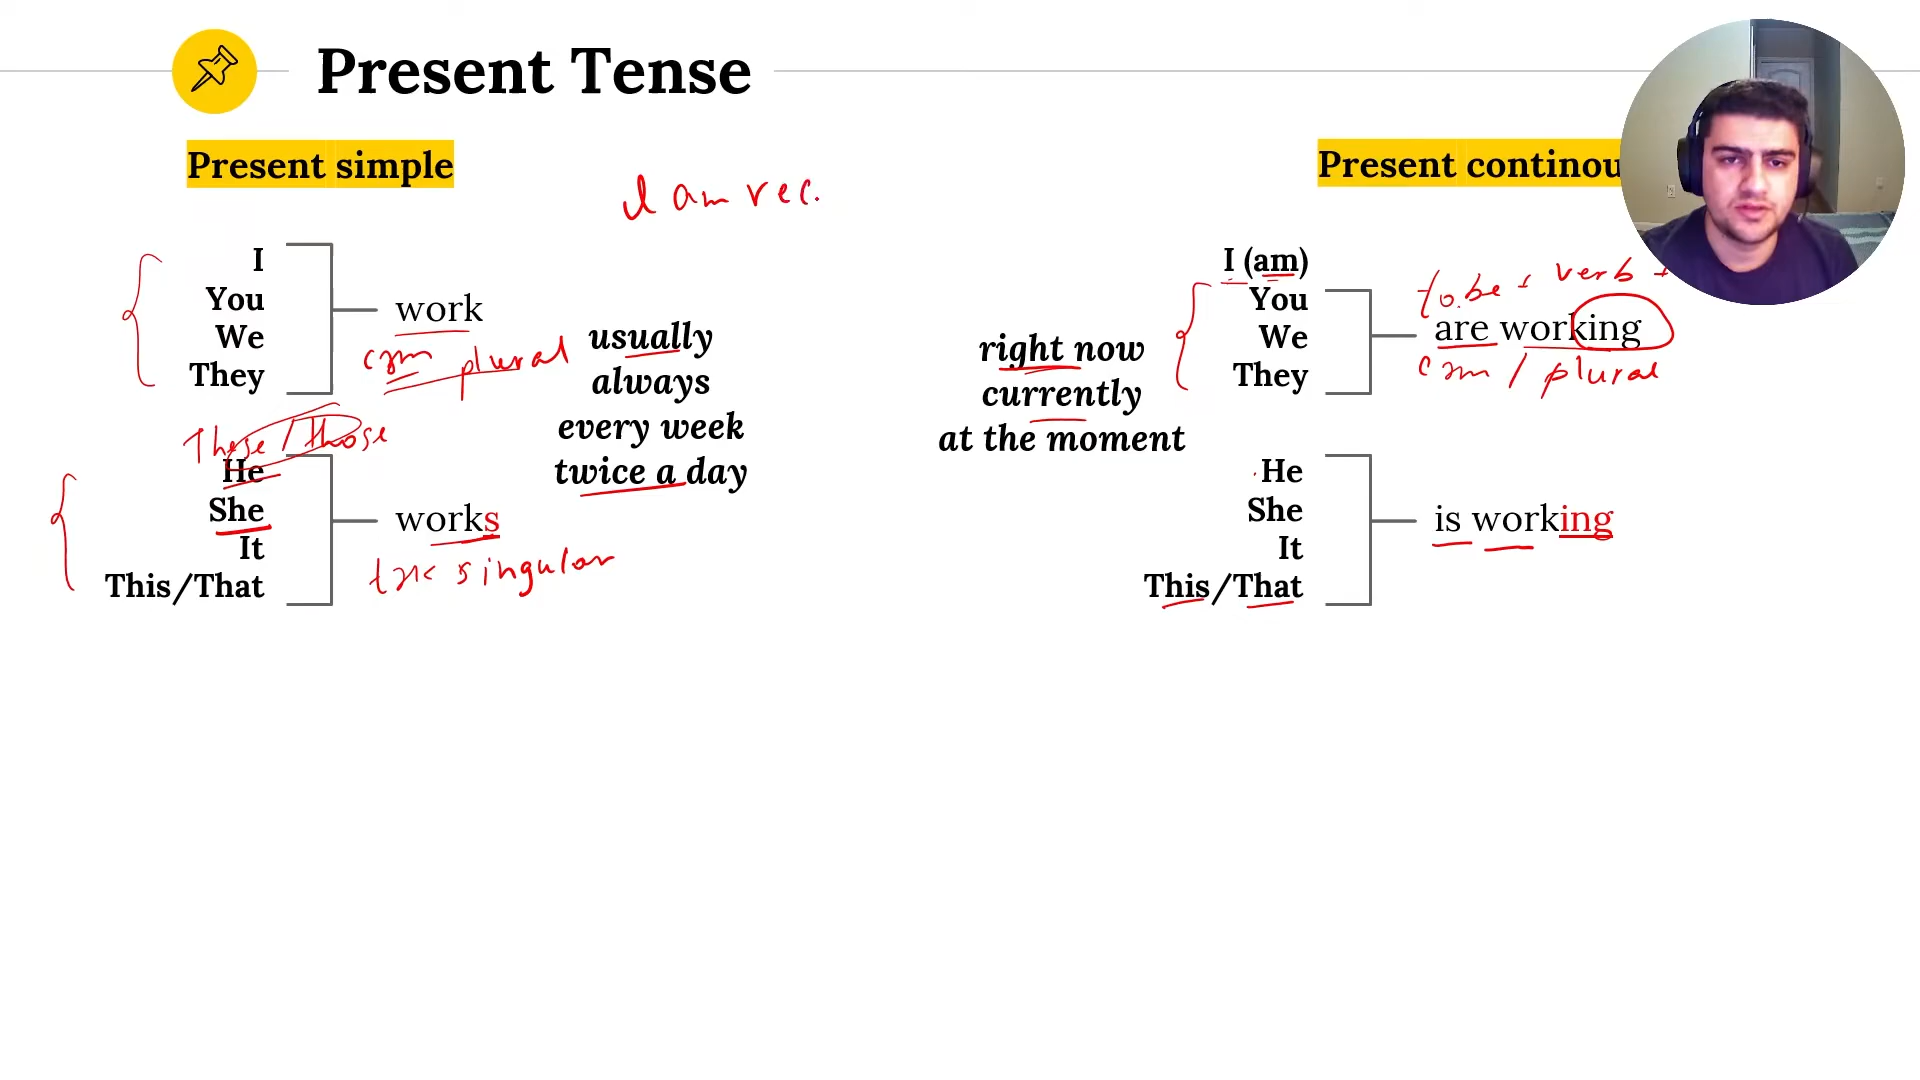 Present Tense
Present simple
I am rec.
I
You
We
They
work
plural
These/Those
He
She
It
This/That
works
singular
usually
always
every week
twice a day
Present continou
right now
currently
at the moment
I (am)
You
We
They
to be + verb +
are working
/ plural
He
She
It
This/That
is working